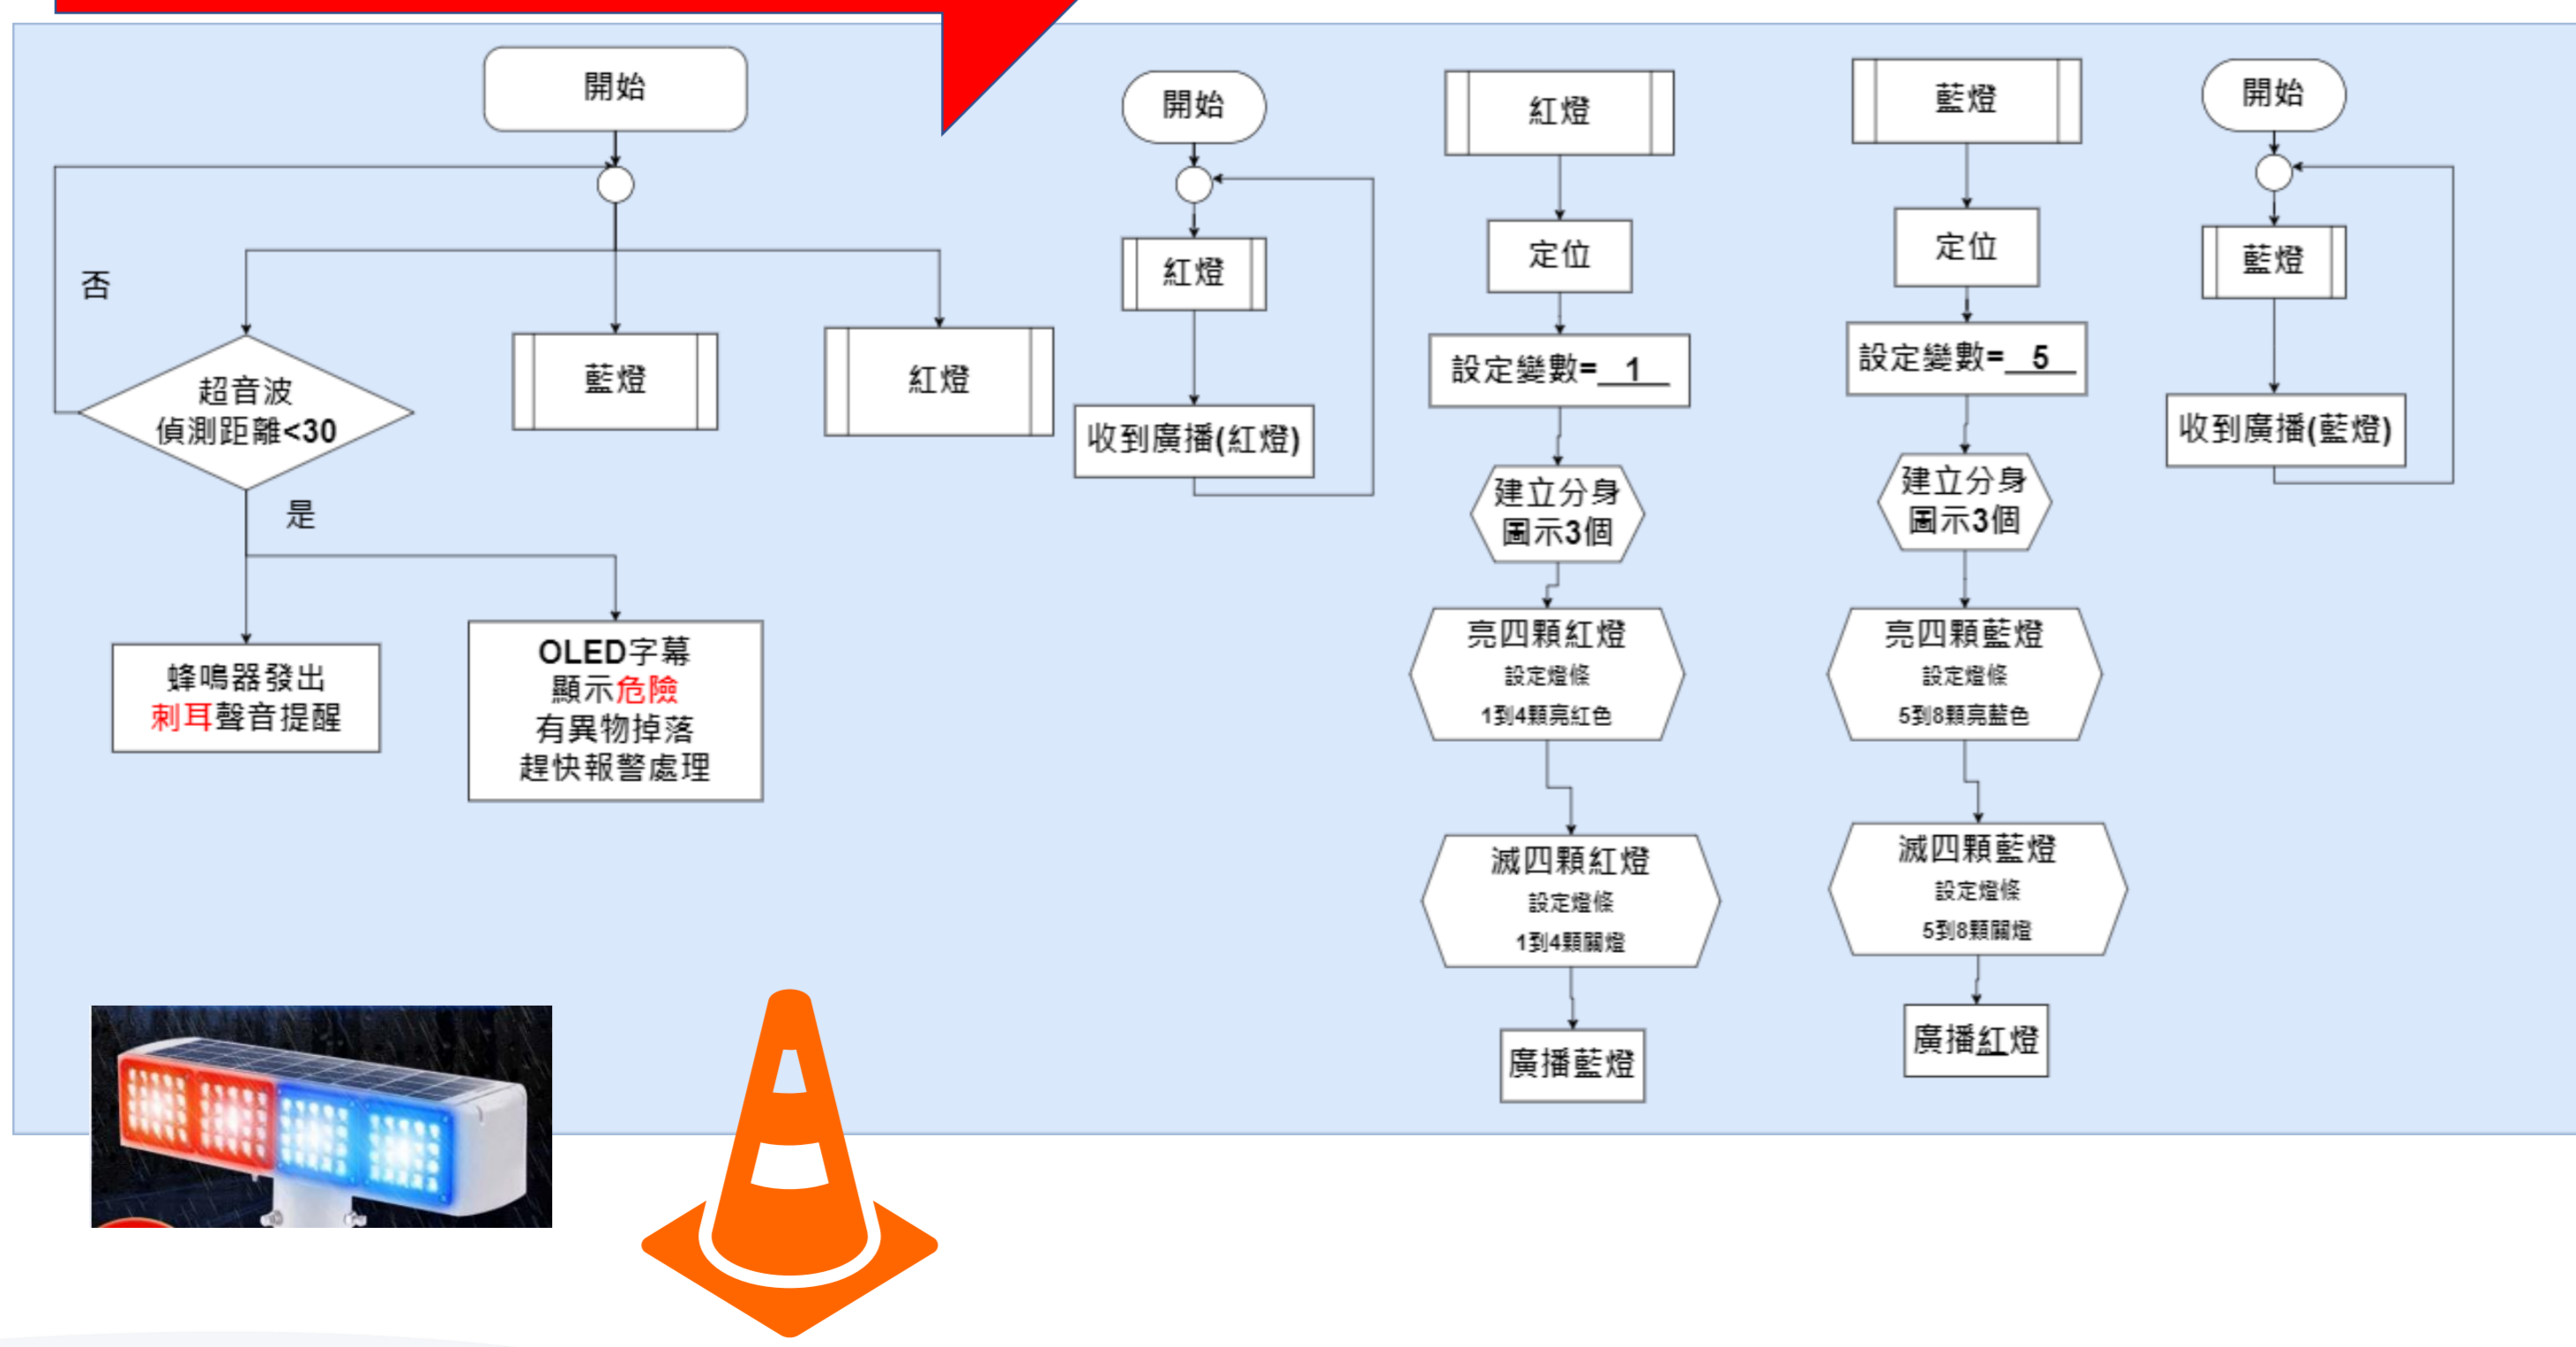 開始
否
超音波
偵測距離<30
藍燈
紅燈
是
蜂鳴器發出
刺耳聲音提醒
OLED字幕
顯示危險
有異物掉落
趕快報警處理
開始
紅燈
收到廣播(紅燈)
紅燈
定位
設定變數=__1__
建立分身
圖示3個
亮四顆紅燈
設定燈條
1到4顆亮紅色
滅四顆紅燈
設定燈條
1到4顆關燈
廣播藍燈
藍燈
定位
設定變數=__5__
建立分身
圖示3個
亮四顆藍燈
設定燈條
5到8顆亮藍色
滅四顆藍燈
設定燈條
5到8顆關燈
廣播紅燈
開始
藍燈
收到廣播(藍燈)